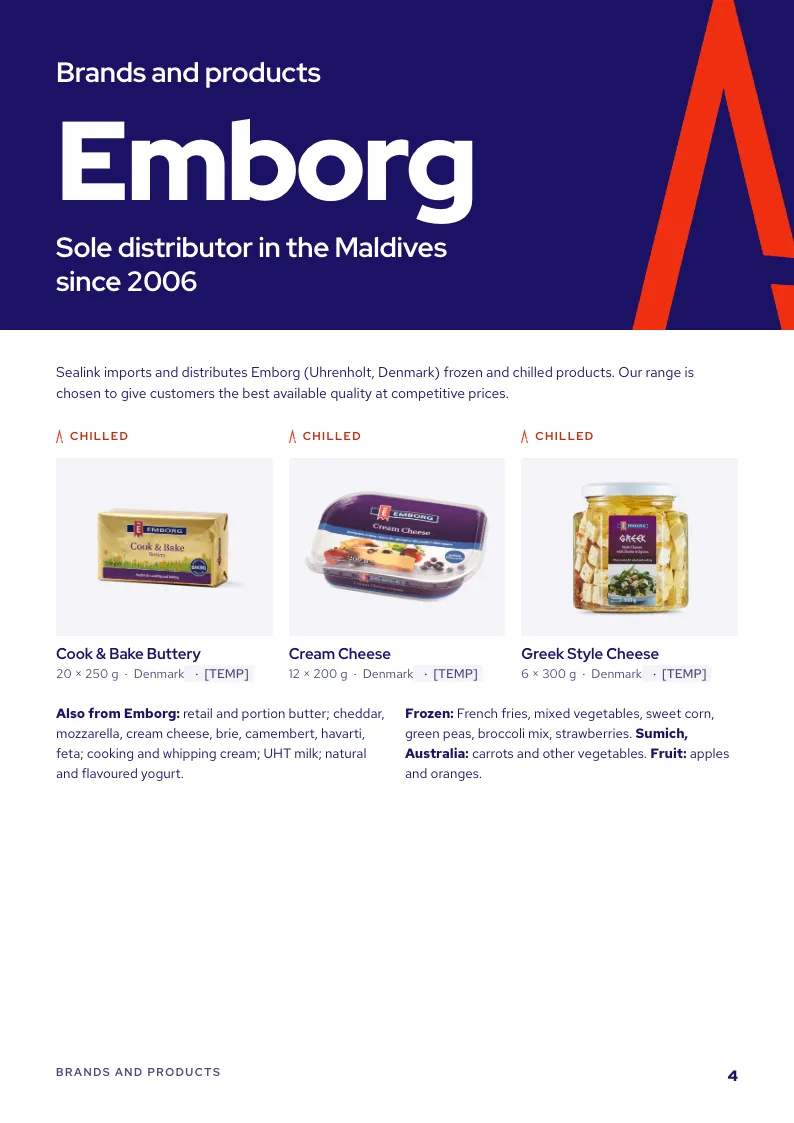 Brands and products
Emborg
Sole distributor in the Maldives
since 2006
Sealink imports and distributes Emborg (Uhrenholt, Denmark) frozen and chilled products. Our range is
chosen to give customers the best available quality at competitive prices.
CHILLED
CHILLED
CHILLED
EMBORG
Cook & Bake
Buttery
BAKING
EMBORG
Cream Cheese
200 g
EMBORG
GREEK
Style Cheese
Cook & Bake Buttery
20 × 250 g · Denmark · [TEMP]
Cream Cheese
12 × 200 g · Denmark · [TEMP]
Greek Style Cheese
6 × 300 g · Denmark · [TEMP]
Also from Emborg: retail and portion butter; cheddar,
mozzarella, cream cheese, brie, camembert, havarti,
feta; cooking and whipping cream; UHT milk; natural
and flavoured yogurt.
Frozen: French fries, mixed vegetables, sweet corn,
green peas, broccoli mix, strawberries. Sumich,
Australia: carrots and other vegetables. Fruit: apples
and oranges.
BRANDS AND PRODUCTS
4